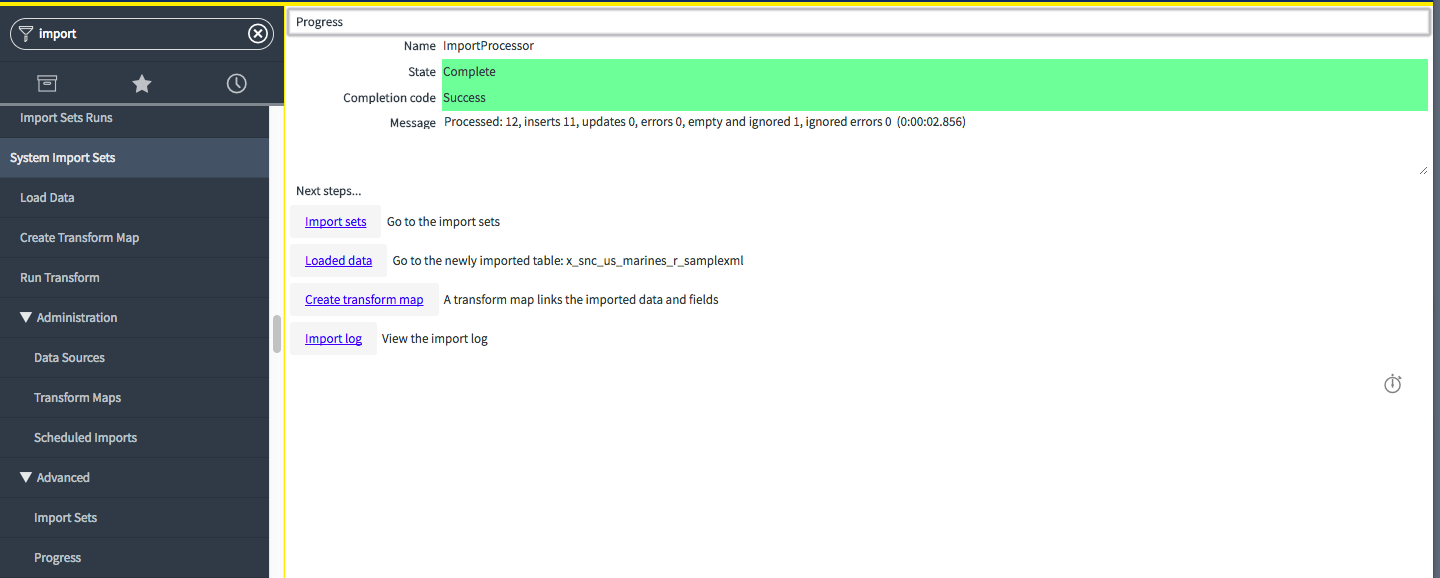 import
Import Sets Runs
System Import Sets
Load Data
Create Transform Map
Run Transform
Administration
Data Sources
Transform Maps
Scheduled Imports
Advanced
Import Sets
Progress
Progress
Name ImportProcessor
State Complete
Completion code Success
Message Processed: 12, inserts 11, updates 0, errors 0, empty and ignored 1, ignored errors 0 (0:00:02.856)
Next steps...
Import sets Go to the import sets
Loaded data Go to the newly imported table: x_snc_us_marines_r_samplexml
Create transform map A transform map links the imported data and fields
Import log View the import log